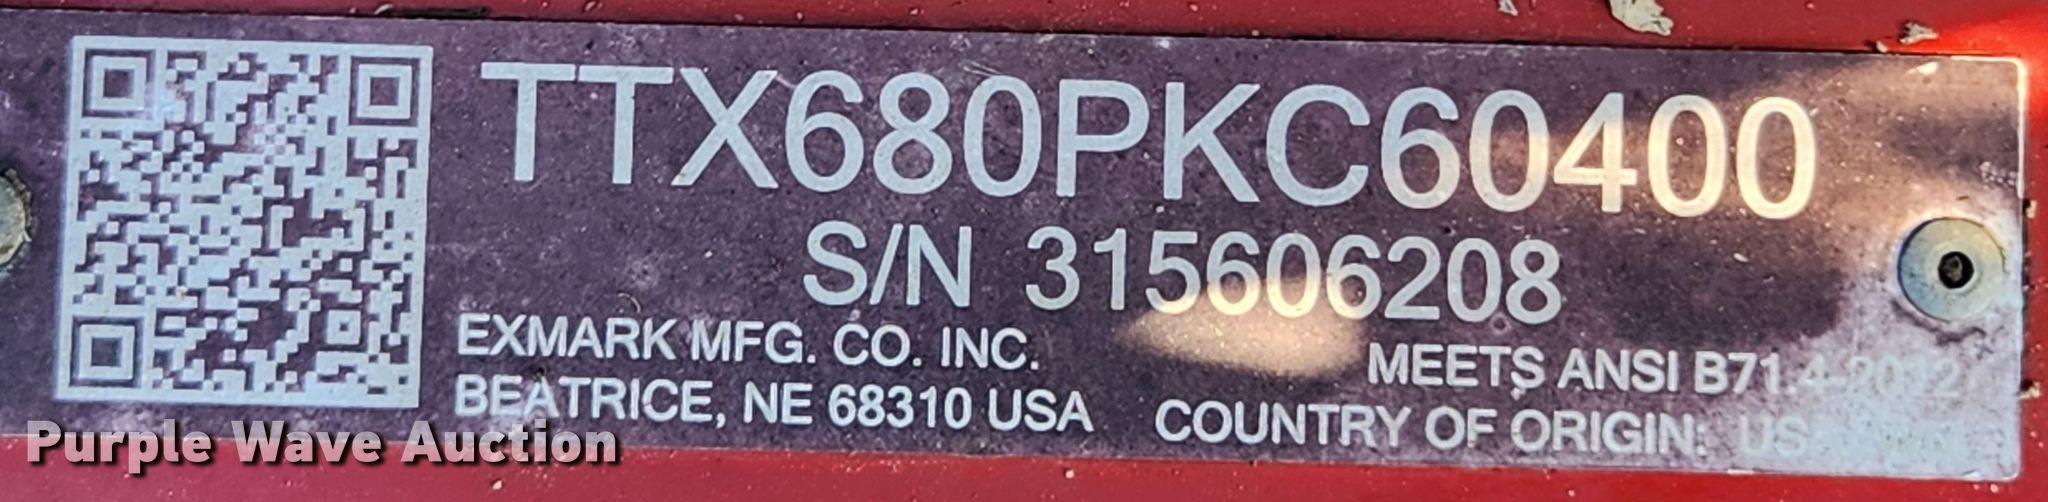 TTX680PKC60400
S/N 315606208
EXMARK MFG. CO. INC.
BEATRICE, NE 68310 USA
MEETS ANSI B71.4-2012
COUNTRY OF ORIGIN: USA
Purple Wave Auction